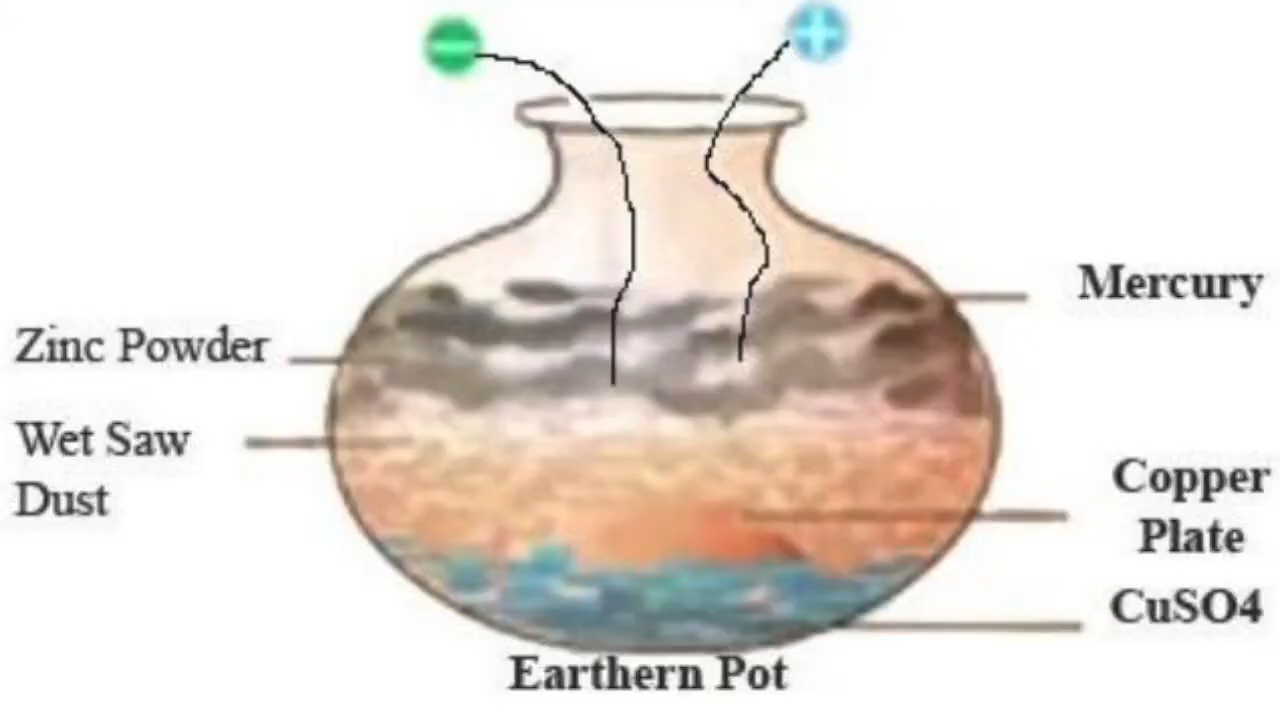 Mercury
Zinc Powder
Wet Saw
Dust
Copper
Plate
CuSO4
Earthern Pot